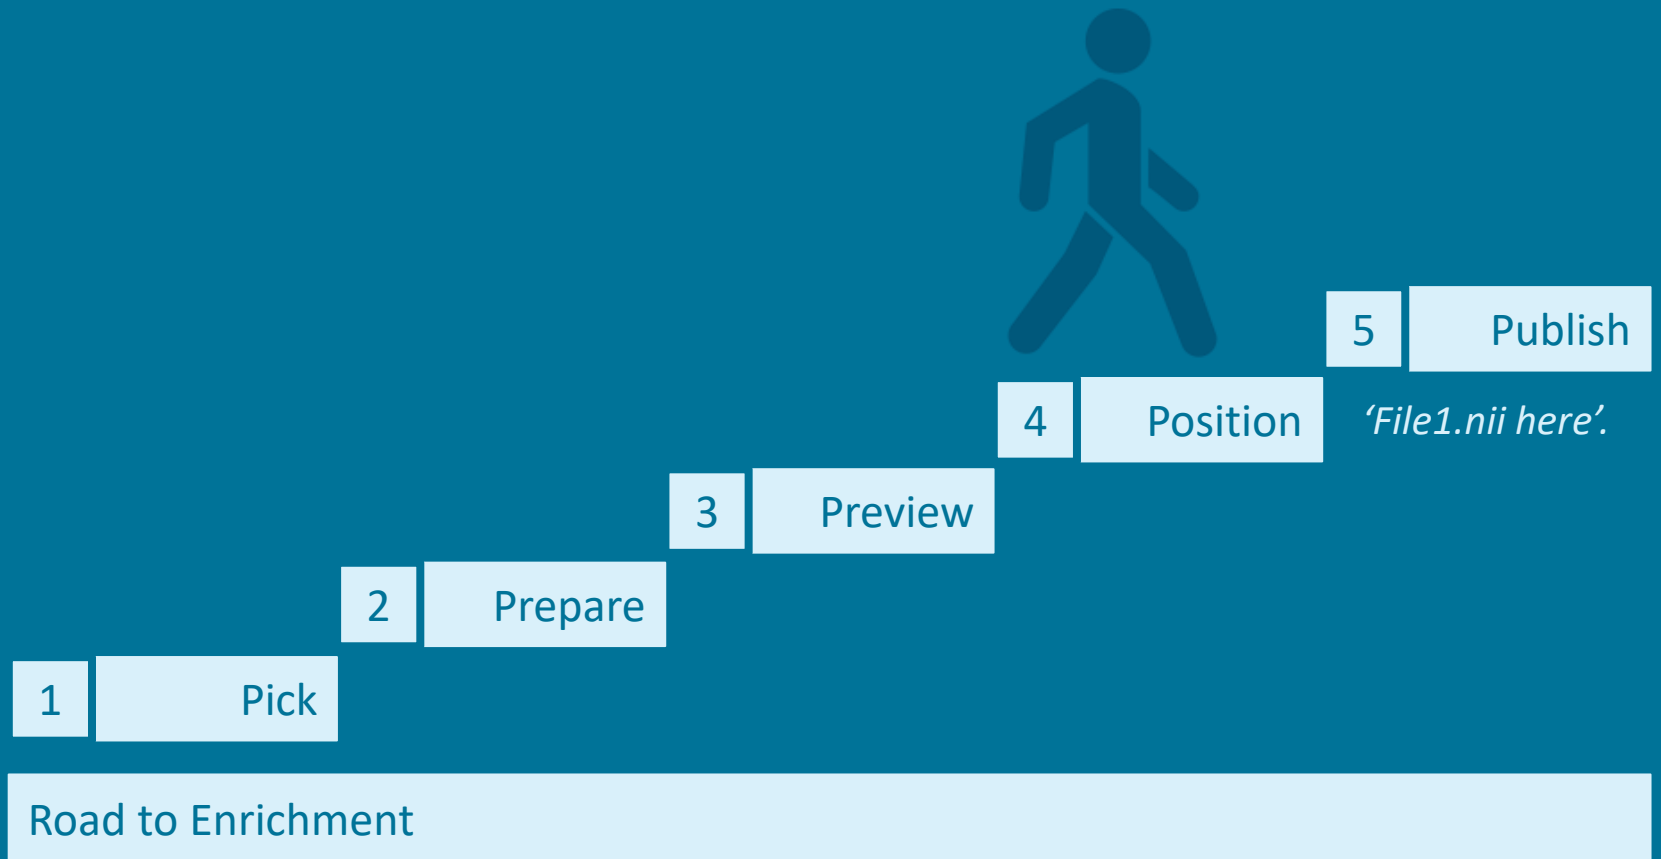 5 Publish
4 Position ‘File1.nii here’.
3 Preview
2 Prepare
1 Pick
Road to Enrichment